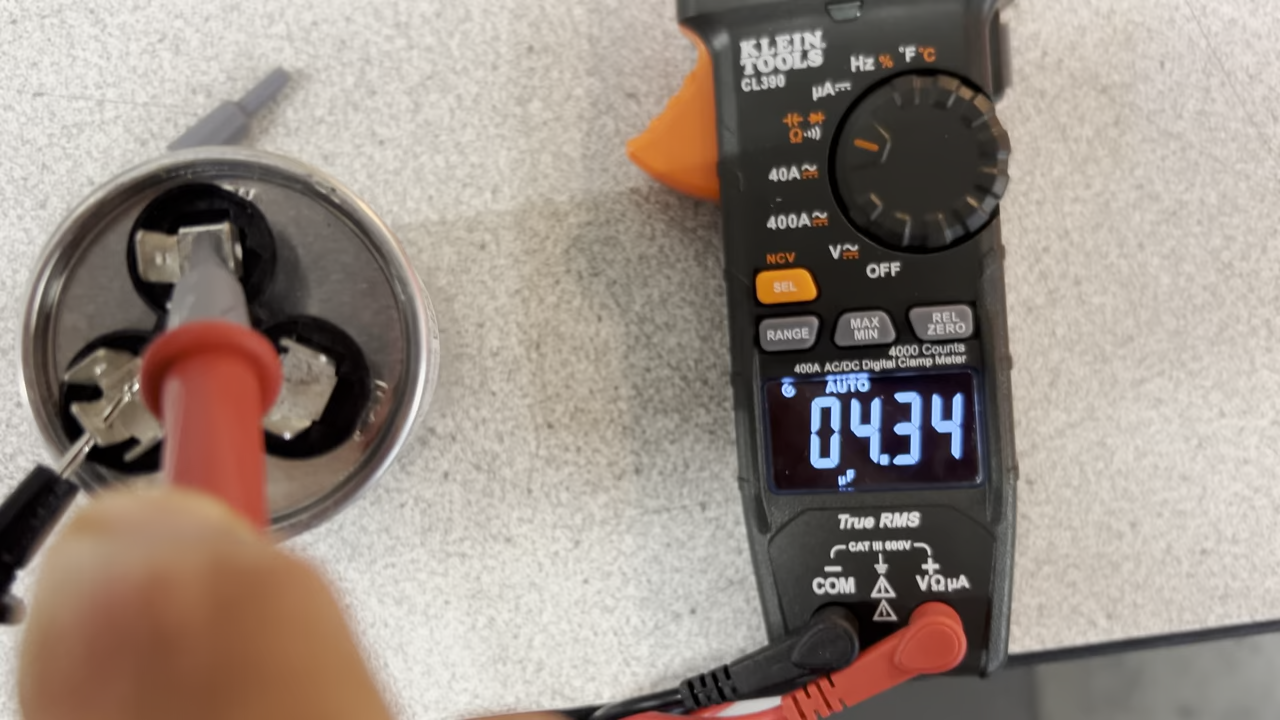 KLEIN
TOOLS
CL390
Hz % °F °C
µA
Ω
40A
400A
V
OFF
NCV
SEL
RANGE
MAX
MIN
REL
ZERO
4000 Counts
400A AC/DC Digital Clamp Meter
AUTO
04.34
µF
True RMS
CAT III 600V
COM
VΩµA